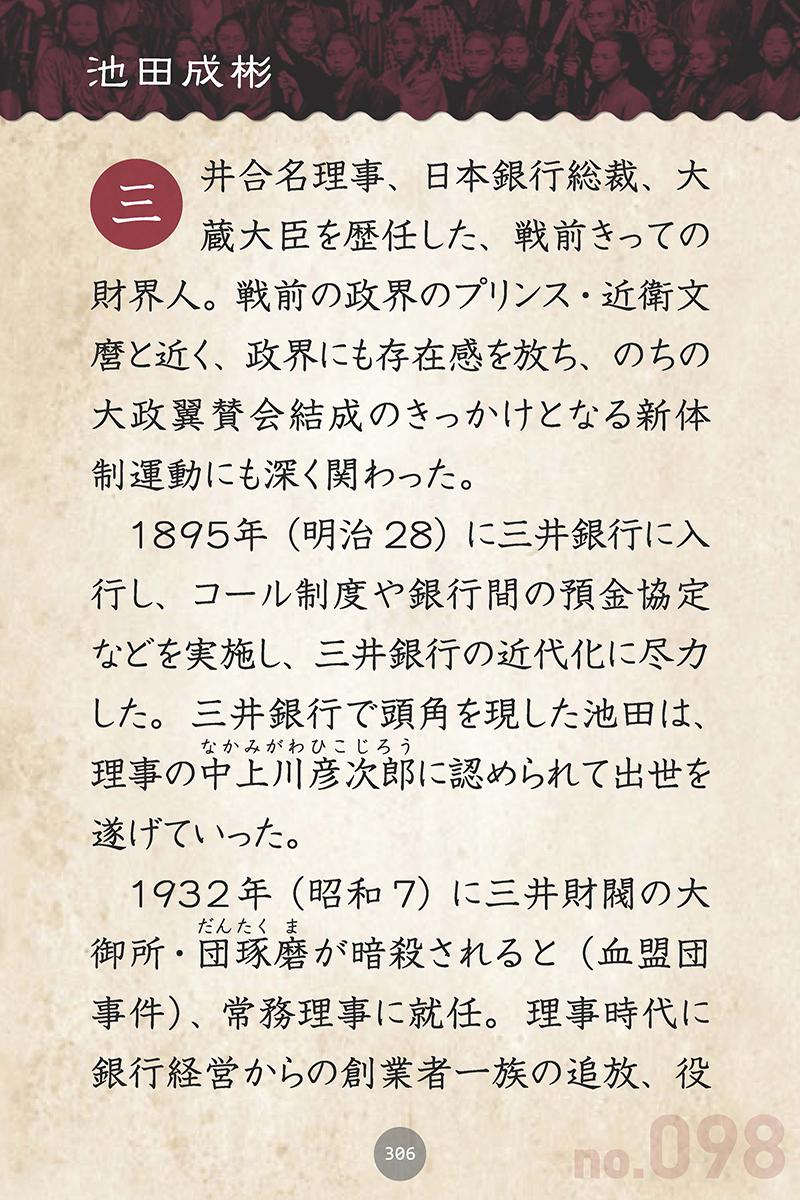 池田成彬
三井合名理事、日本銀行総裁、大
蔵大臣を歴任した、戦前きっての
財界人。戦前の政界のプリンス・近衛文
麿と近く、政界にも存在感を放ち、のちの
大政翼賛会結成のきっかけとなる新体
制運動にも深く関わった。
1895年（明治28）に三井銀行に入
行し、コール制度や銀行間の預金協定
などを実施し、三井銀行の近代化に尽力
した。三井銀行で頭角を現した池田は、
なかみがわひこじろう
理事の中上川彦次郎に認められて出世を
遂げていった。
1932年（昭和7）に三井財閥の大
だんたくま
御所・団琢磨が暗殺されると（血盟団
事件）、常務理事に就任。理事時代に
銀行経営からの創業者一族の追放、役
306
no.098